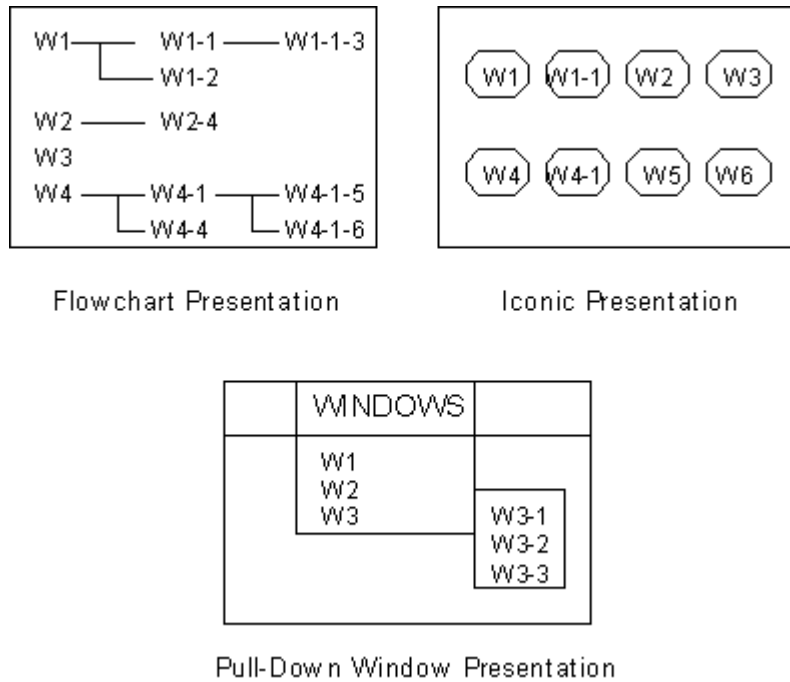 W1 W1-1 W1-1-3
W1-2
W2 W2-4
W3
W4 W4-1 W4-1-5
W4-4 W4-1-6
Flowchart Presentation
W1 W1-1 W2 W3
W4 W4-1 W5 W6
Iconic Presentation
WINDOWS
W1
W2
W3
W3-1
W3-2
W3-3
Pull-Down Window Presentation